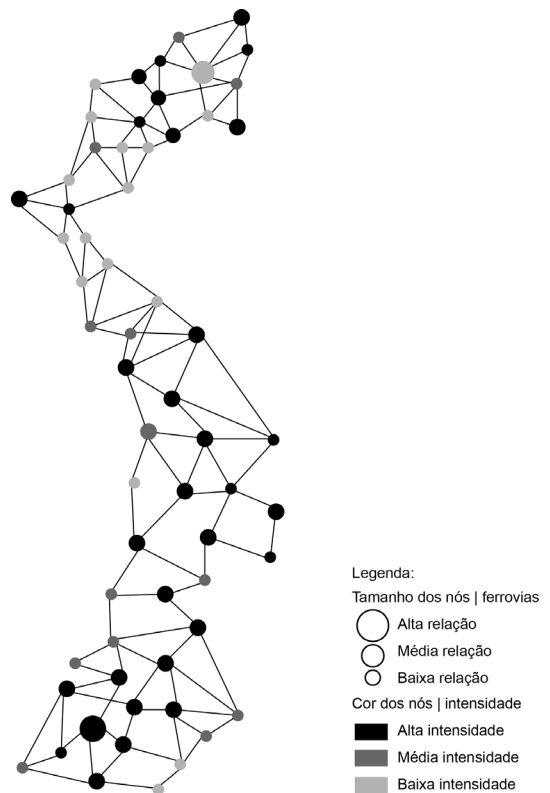 Legenda:
Tamanho dos nós | ferrovias
Alta relação
Média relação
Baixa relação
Cor dos nós | intensidade
Alta intensidade
Média intensidade
Baixa intensidade